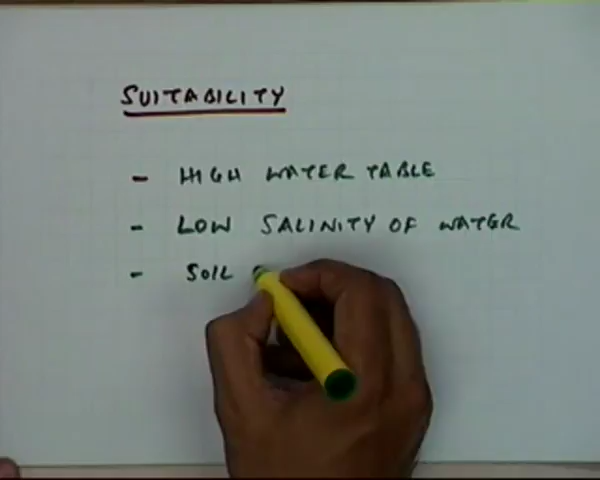 SUITABILITY
- HIGH WATER TABLE
- LOW SALINITY OF WATER
- SOIL